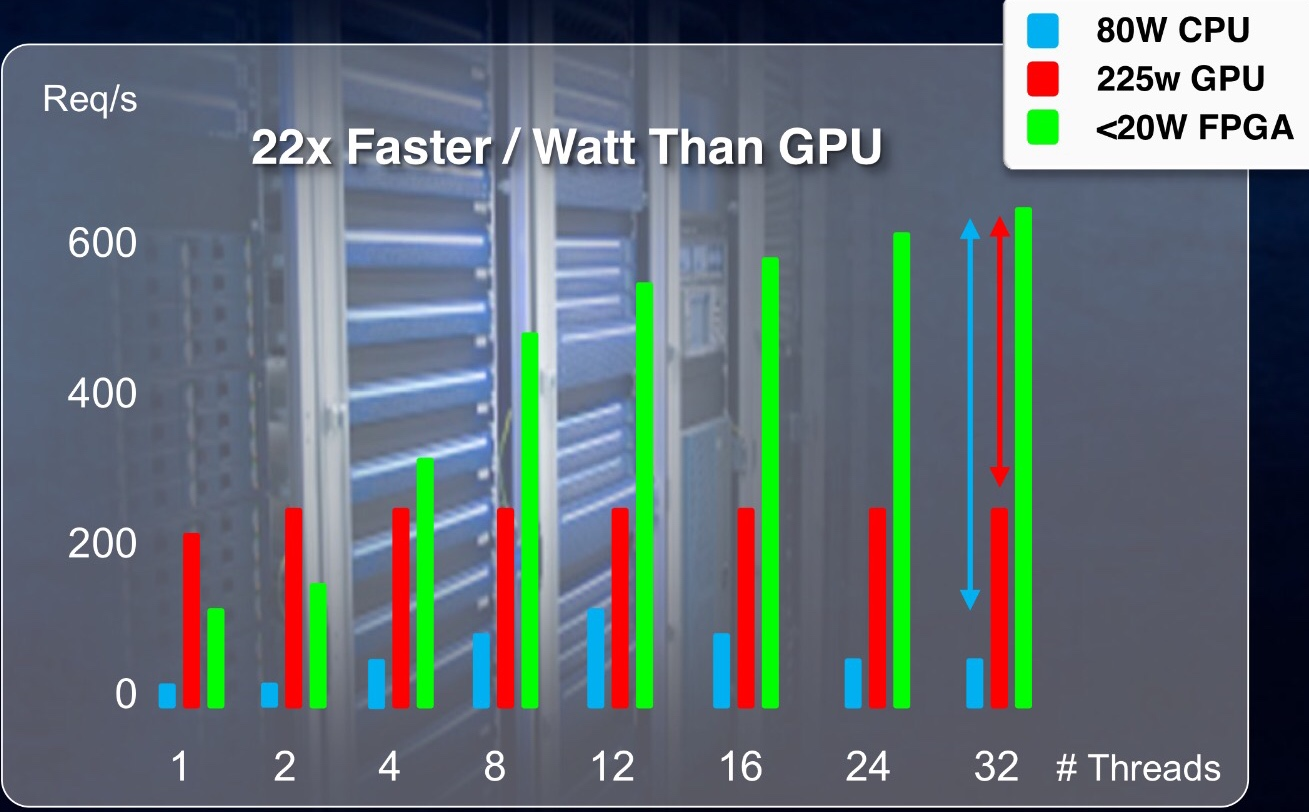 80W CPU
225w GPU
<20W FPGA
Req/s
22x Faster / Watt Than GPU
600
400
200
0
1 2 4 8 12 16 24 32 # Threads